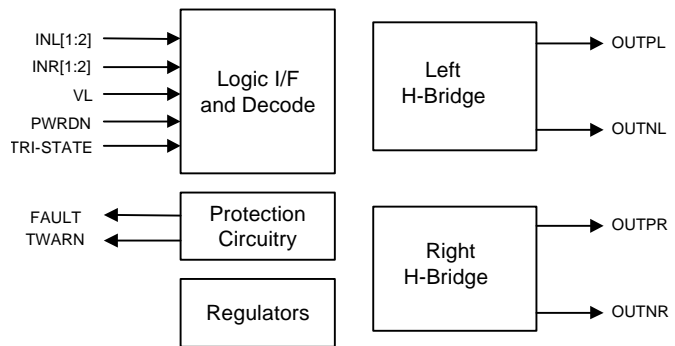 INL[1:2]
INR[1:2]
VL
PWRDN
TRI-STATE
Logic I/F
and Decode
Left
H-Bridge
OUTPL
OUTNL
FAULT
TWARN
Protection
Circuitry
Regulators
Right
H-Bridge
OUTPR
OUTNR